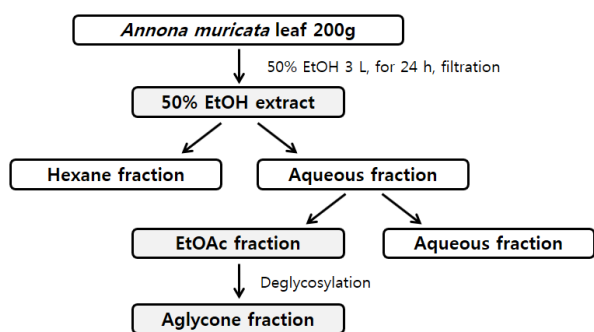 Annona muricata leaf 200g
50% EtOH 3 L, for 24 h, filtration
50% EtOH extract
Hexane fraction
Aqueous fraction
EtOAc fraction
Aqueous fraction
Deglycosylation
Aglycone fraction